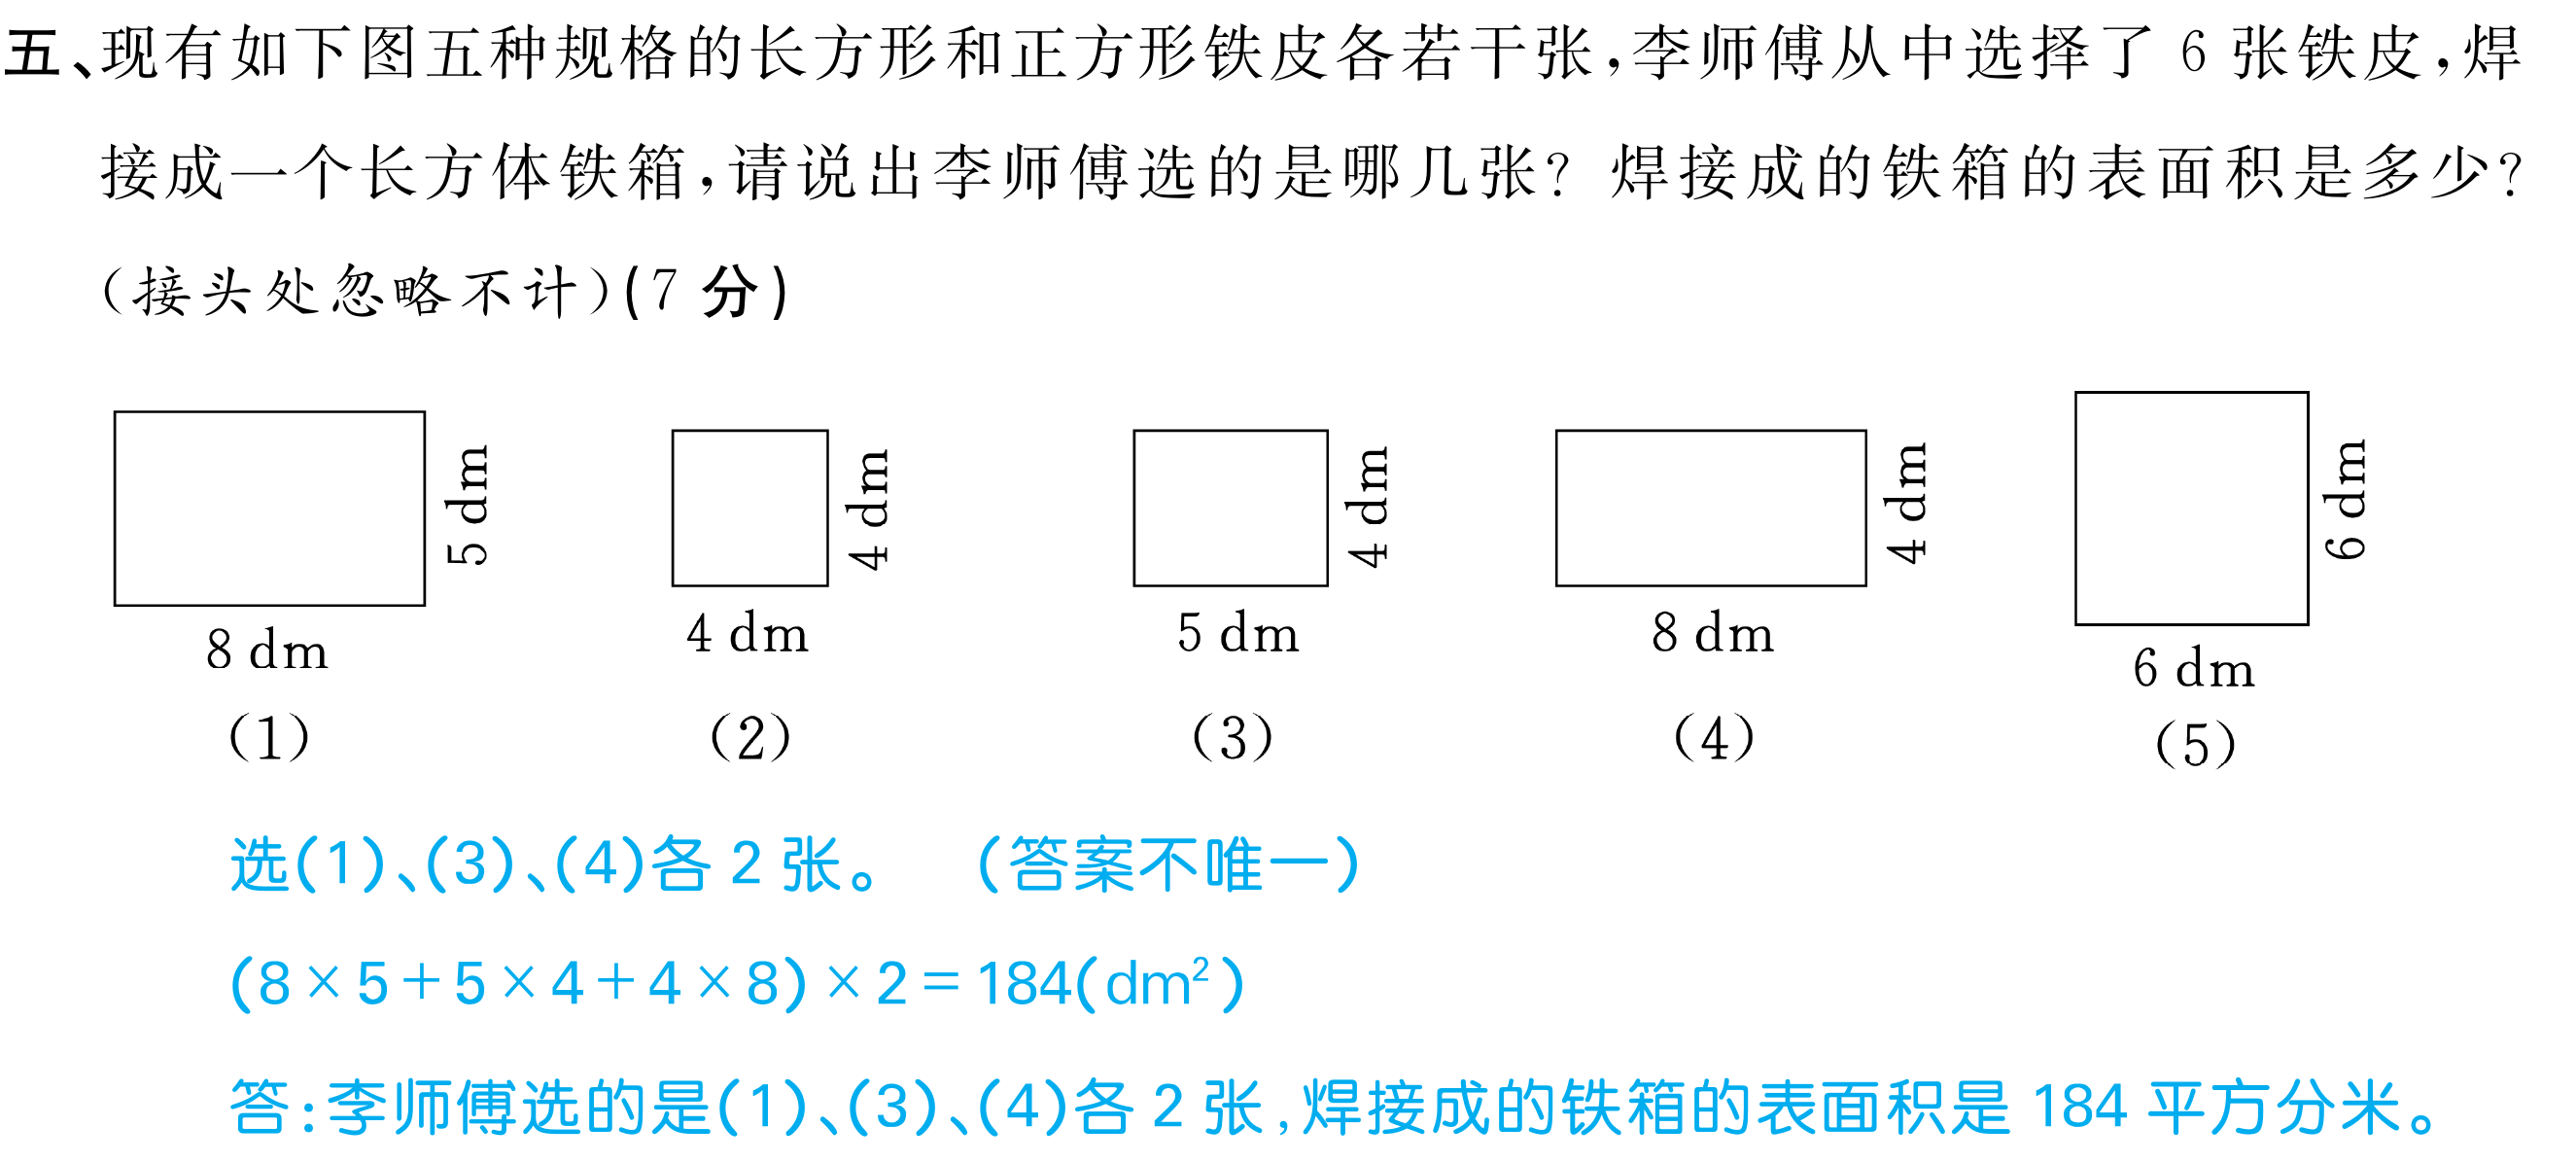 五、现有如下图五种规格的长方形和正方形铁皮各若干张,李师傅从中选择了 6 张铁皮,焊
接成一个长方体铁箱,请说出李师傅选的是哪几张? 焊接成的铁箱的表面积是多少?
(接头处忽略不计)(7 分)
5 dm
8 dm
(1)
4 dm
4 dm
(2)
4 dm
5 dm
(3)
4 dm
8 dm
(4)
6 dm
6 dm
(5)
选(1)、(3)、(4)各 2 张。 (答案不唯一)
(8×5+5×4+4×8)×2=184(dm²)
答:李师傅选的是(1)、(3)、(4)各 2 张,焊接成的铁箱的表面积是 184 平方分米。